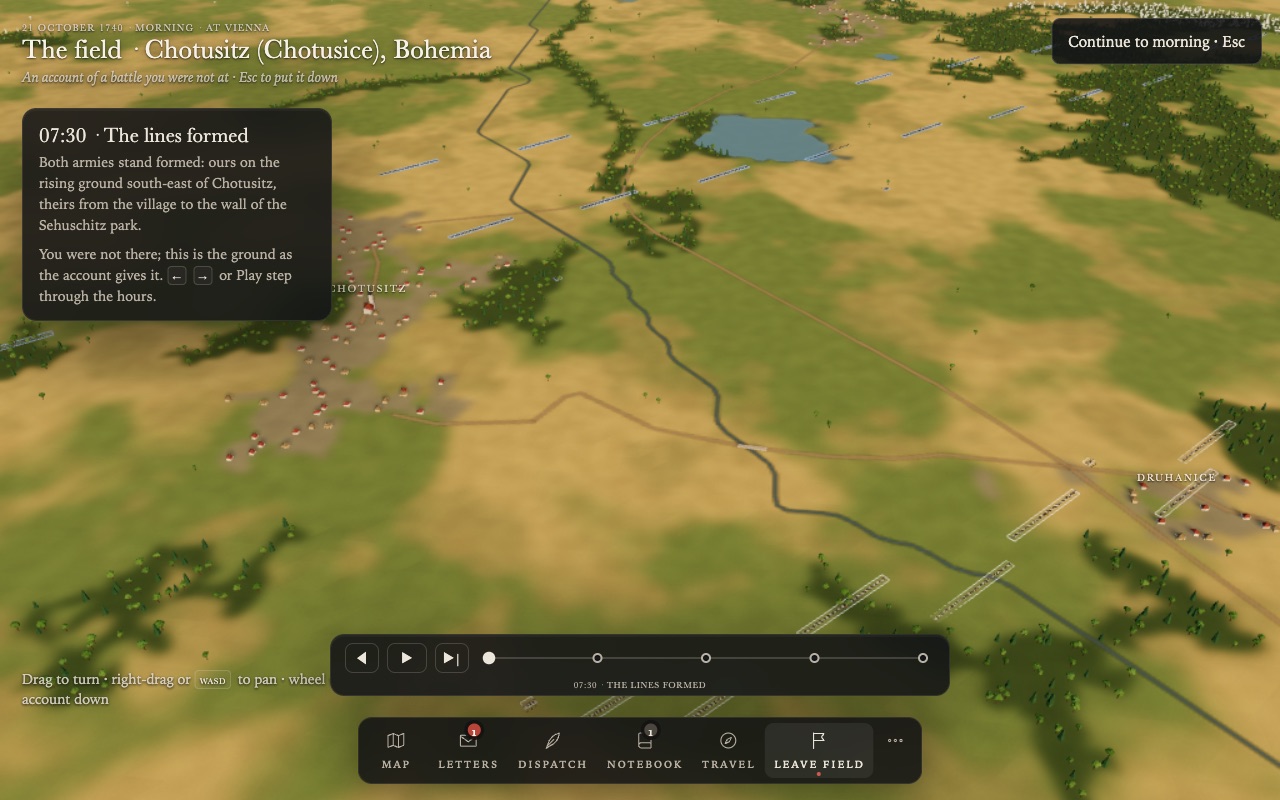 21 OCTOBER 1740 · MORNING · AT VIENNA
The field · Chotusitz (Chotusice), Bohemia
An account of a battle you were not at · Esc to put it down
Continue to morning · Esc
07:30 · The lines formed
Both armies stand formed: ours on the
rising ground south-east of Chotusitz,
theirs from the village to the wall of the
Sehuschitz park.
You were not there; this is the ground as
the account gives it. ← → or Play step
through the hours.
CHOTUSITZ
DRUHANICE
Drag to turn · right-drag or WASD to pan · wheel
account down
07:30 · THE LINES FORMED
1
1
MAP
LETTERS
DISPATCH
NOTEBOOK
TRAVEL
LEAVE FIELD